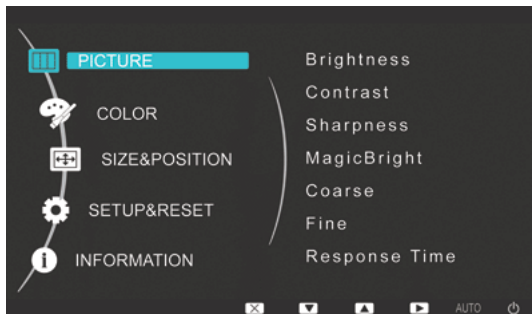 PICTURE
COLOR
SIZE&POSITION
SETUP&RESET
INFORMATION
Brightness
Contrast
Sharpness
MagicBright
Coarse
Fine
Response Time
AUTO